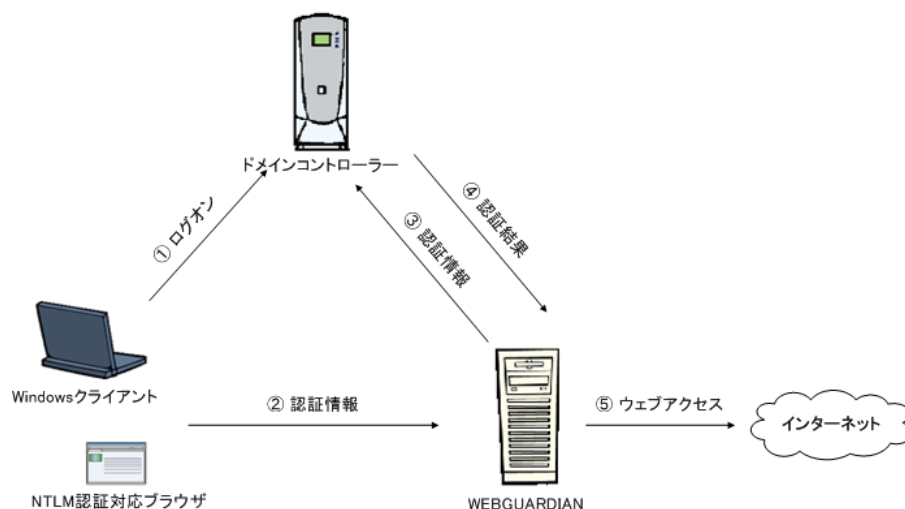 ドメインコントローラー
① ログオン
④ 認証結果
③ 認証情報
Windowsクライアント
② 認証情報
⑤ ウェブアクセス
インターネット
NTLM認証対応ブラウザ
WEBGUARDIAN